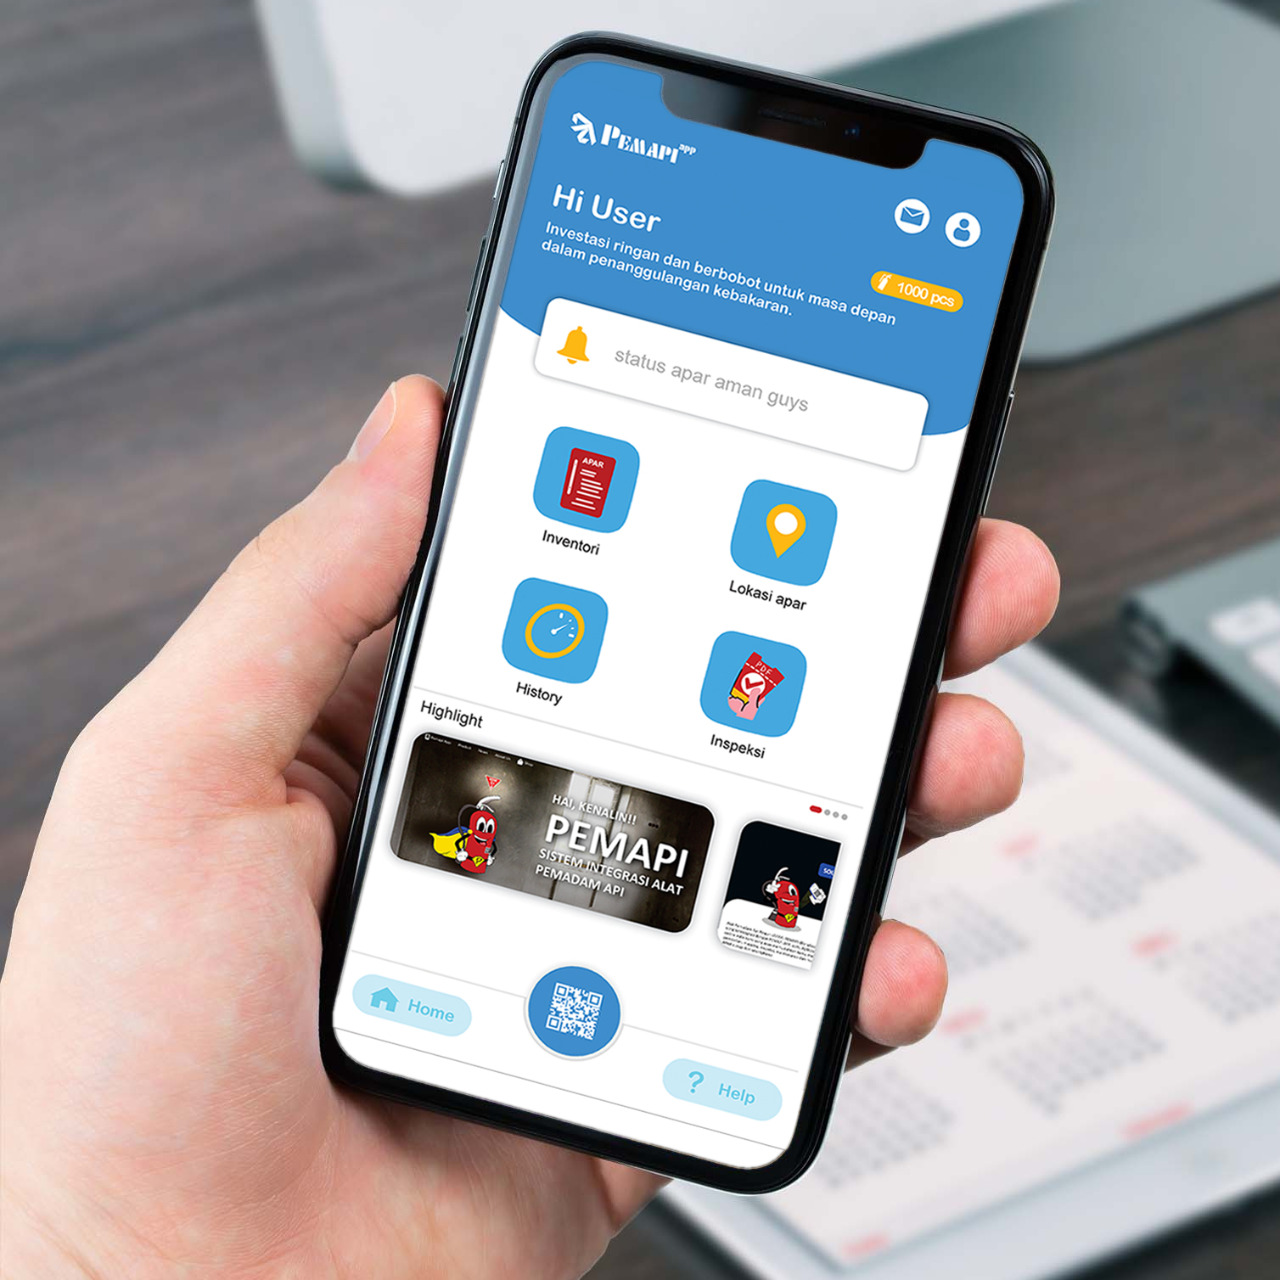 PEMAPI app
Hi User
Investasi ringan dan berbobot untuk masa depan
dalam penanggulangan kebakaran.
1000 pcs
status apar aman guys
APAR
Inventori
Lokasi apar
History
PDF
Inspeksi
Highlight
HAI, KENALIN!!
PEMAPI
SISTEM INTEGRASI ALAT
PEMADAM API
Home
? Help